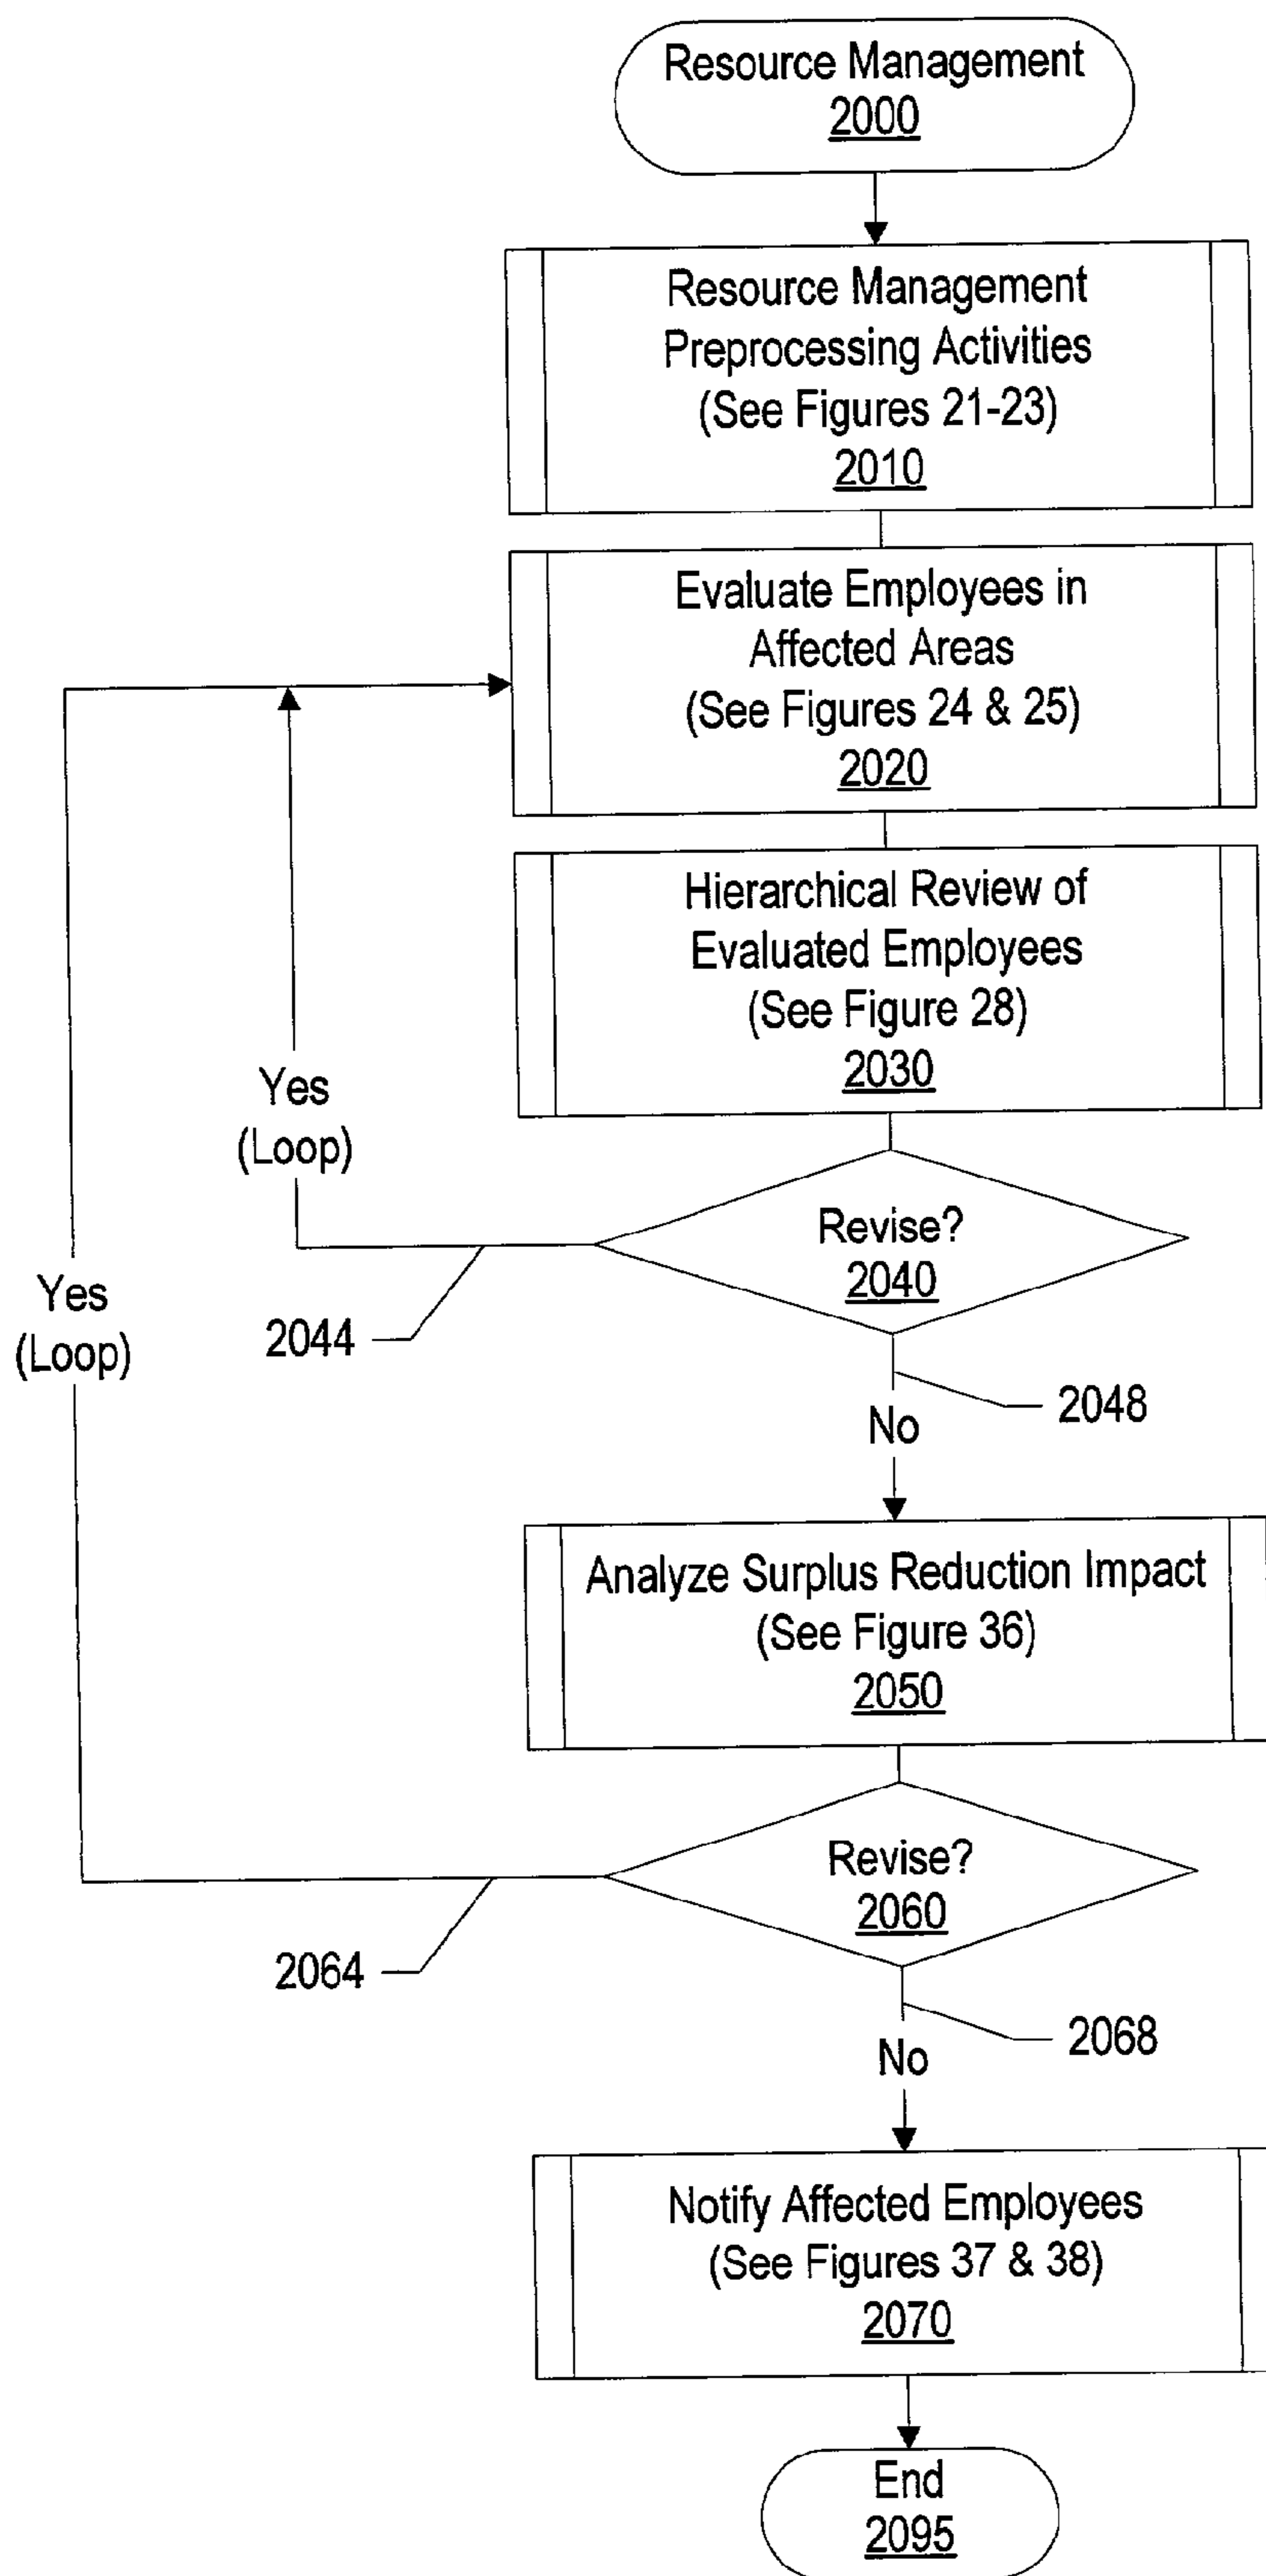 Resource Management
2000
Resource Management
Preprocessing Activities
(See Figures 21-23)
2010
Evaluate Employees in
Affected Areas
(See Figures 24 & 25)
2020
Hierarchical Review of
Evaluated Employees
(See Figure 28)
2030
Yes
(Loop)
Revise?
2040
Yes
(Loop)
2044
2048
No
Analyze Surplus Reduction Impact
(See Figure 36)
2050
Revise?
2060
2064
2068
No
Notify Affected Employees
(See Figures 37 & 38)
2070
End
2095